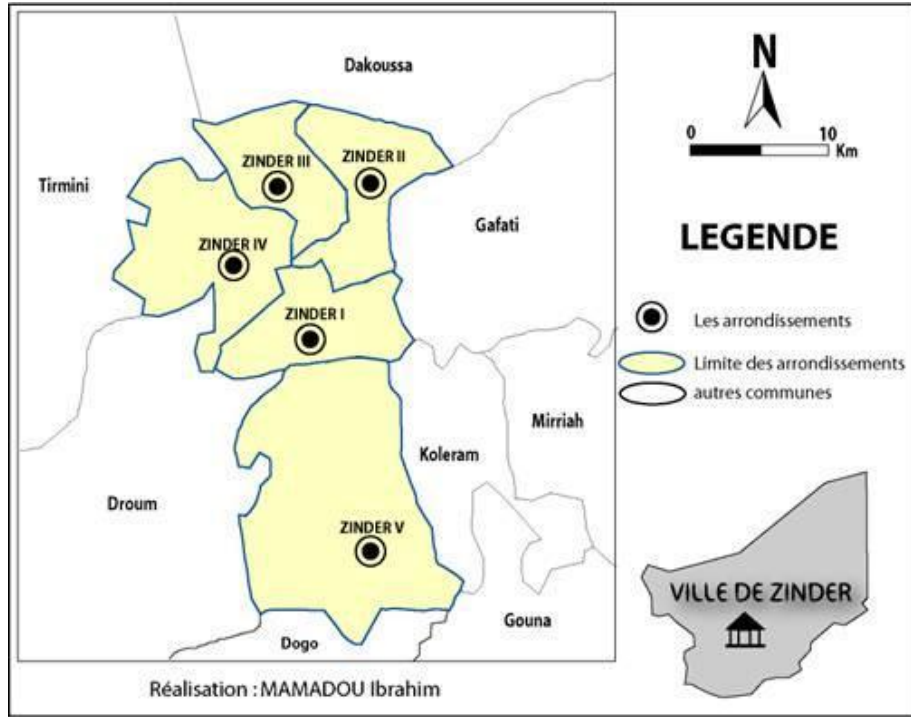 Dakoussa
ZINDER III
ZINDER II
Tirmini
Gafati
ZINDER IV
ZINDER I
Koleram
Mirriah
Droum
ZINDER V
Gouna
Dogo
Réalisation : MAMADOU Ibrahim
N
0 10
Km
LEGENDE
Les arrondissements
Limite des arrondissements
autres communes
VILLE DE ZINDER